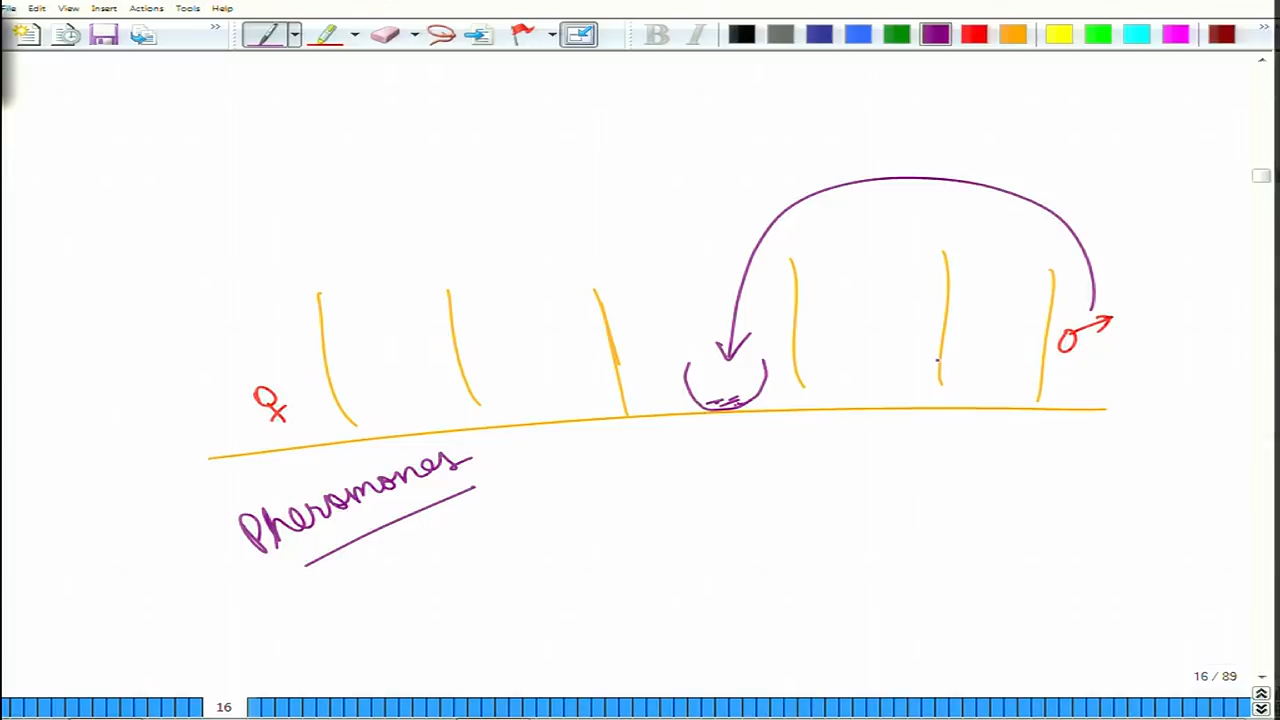 File Edit View Insert Actions Tools Help
B I
♀
♂
Pheromones
16 / 89
16